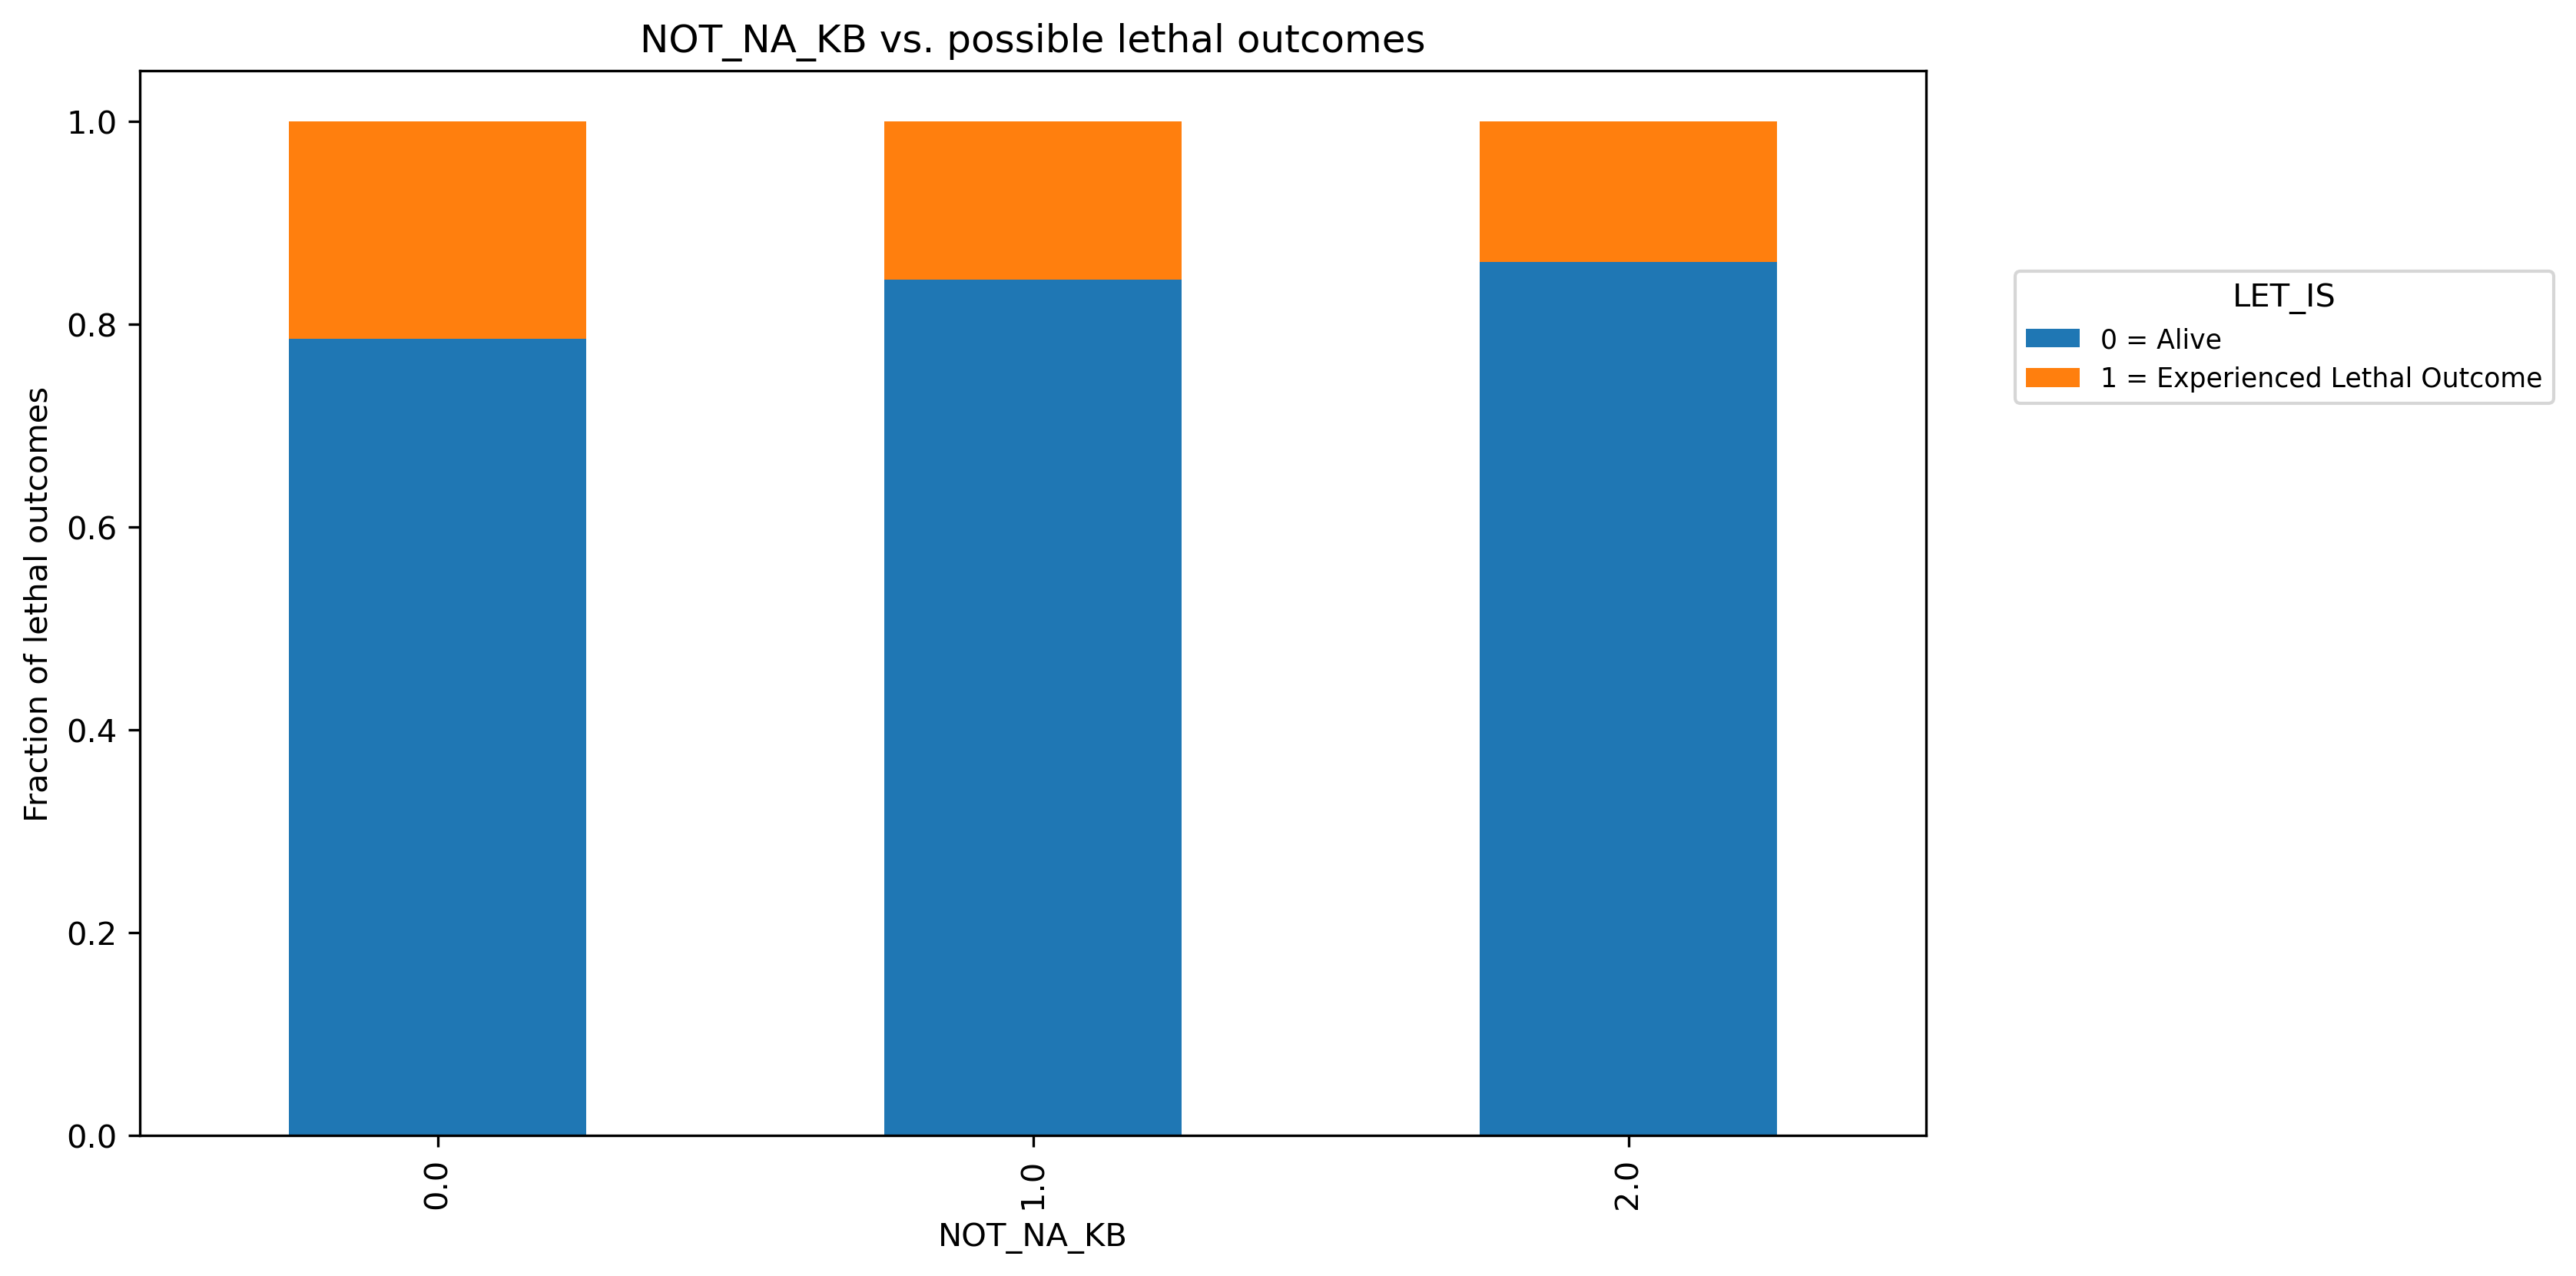 NOT_NA_KB vs. possible lethal outcomes
Fraction of lethal outcomes
1.0
0.8
0.6
0.4
0.2
0.0
0.0
1.0
2.0
NOT_NA_KB
LET_IS
0 = Alive
1 = Experienced Lethal Outcome